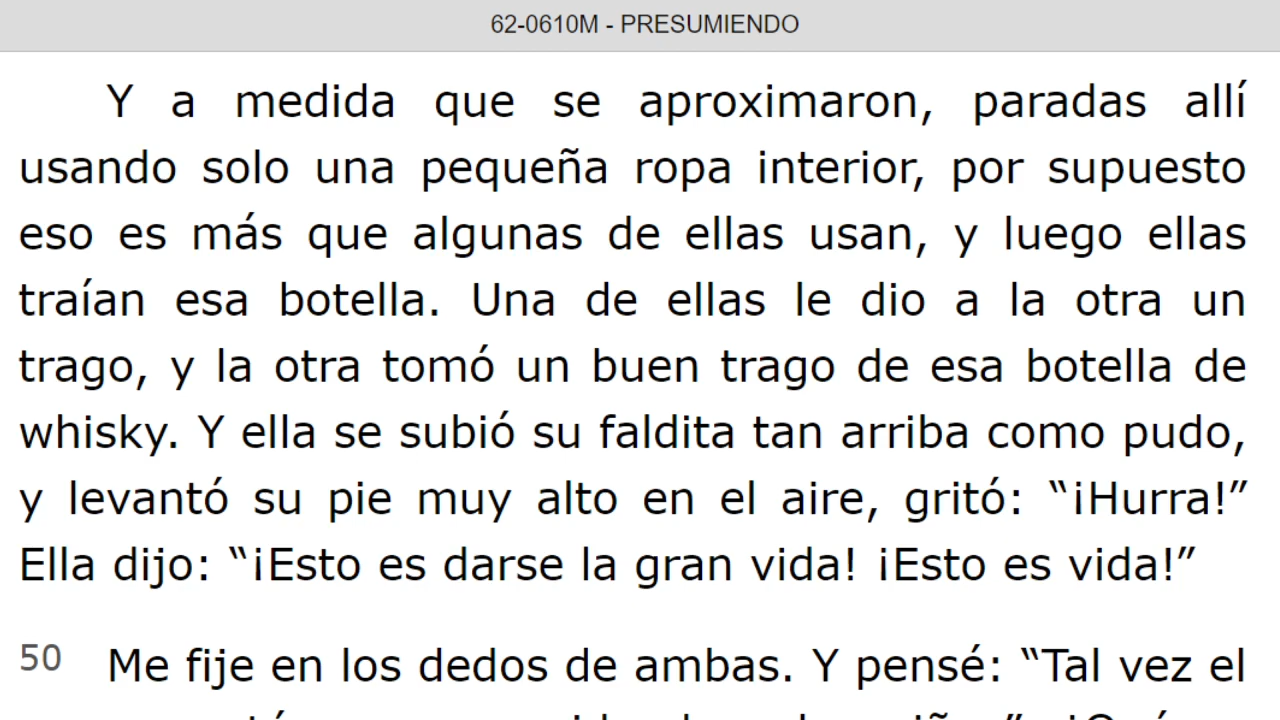 62-0610M - PRESUMIENDO
Y a medida que se aproximaron, paradas allí
usando solo una pequeña ropa interior, por supuesto
eso es más que algunas de ellas usan, y luego ellas
traían esa botella. Una de ellas le dio a la otra un
trago, y la otra tomó un buen trago de esa botella de
whisky. Y ella se subió su faldita tan arriba como pudo,
y levantó su pie muy alto en el aire, gritó: “¡Hurra!”
Ella dijo: “¡Esto es darse la gran vida! ¡Esto es vida!”
50 Me fije en los dedos de ambas. Y pensé: “Tal vez el